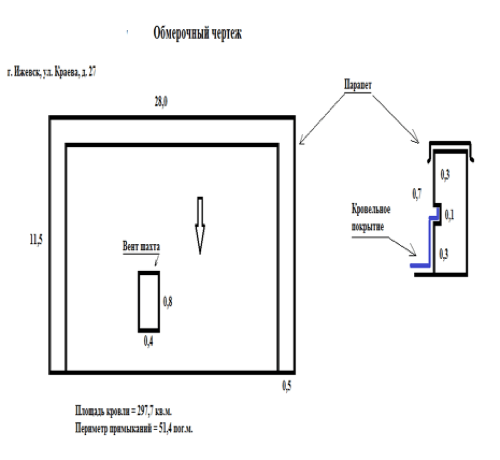 Обмерочный чертеж
г. Ижевск, ул. Краева, д. 27
28,0
Парапет
0,3
0,7
Кровельное
покрытие
0,1
0,3
11,5
Вент шахта
0,8
0,4
0,5
Площадь кровли = 297,7 кв.м.
Периметр примыканий = 51,4 пог.м.